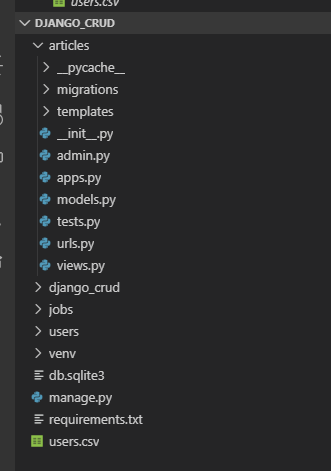 users.csv
DJANGO_CRUD
articles
__pycache__
migrations
templates
__init__.py
admin.py
apps.py
models.py
tests.py
urls.py
views.py
django_crud
jobs
users
venv
db.sqlite3
manage.py
requirements.txt
users.csv